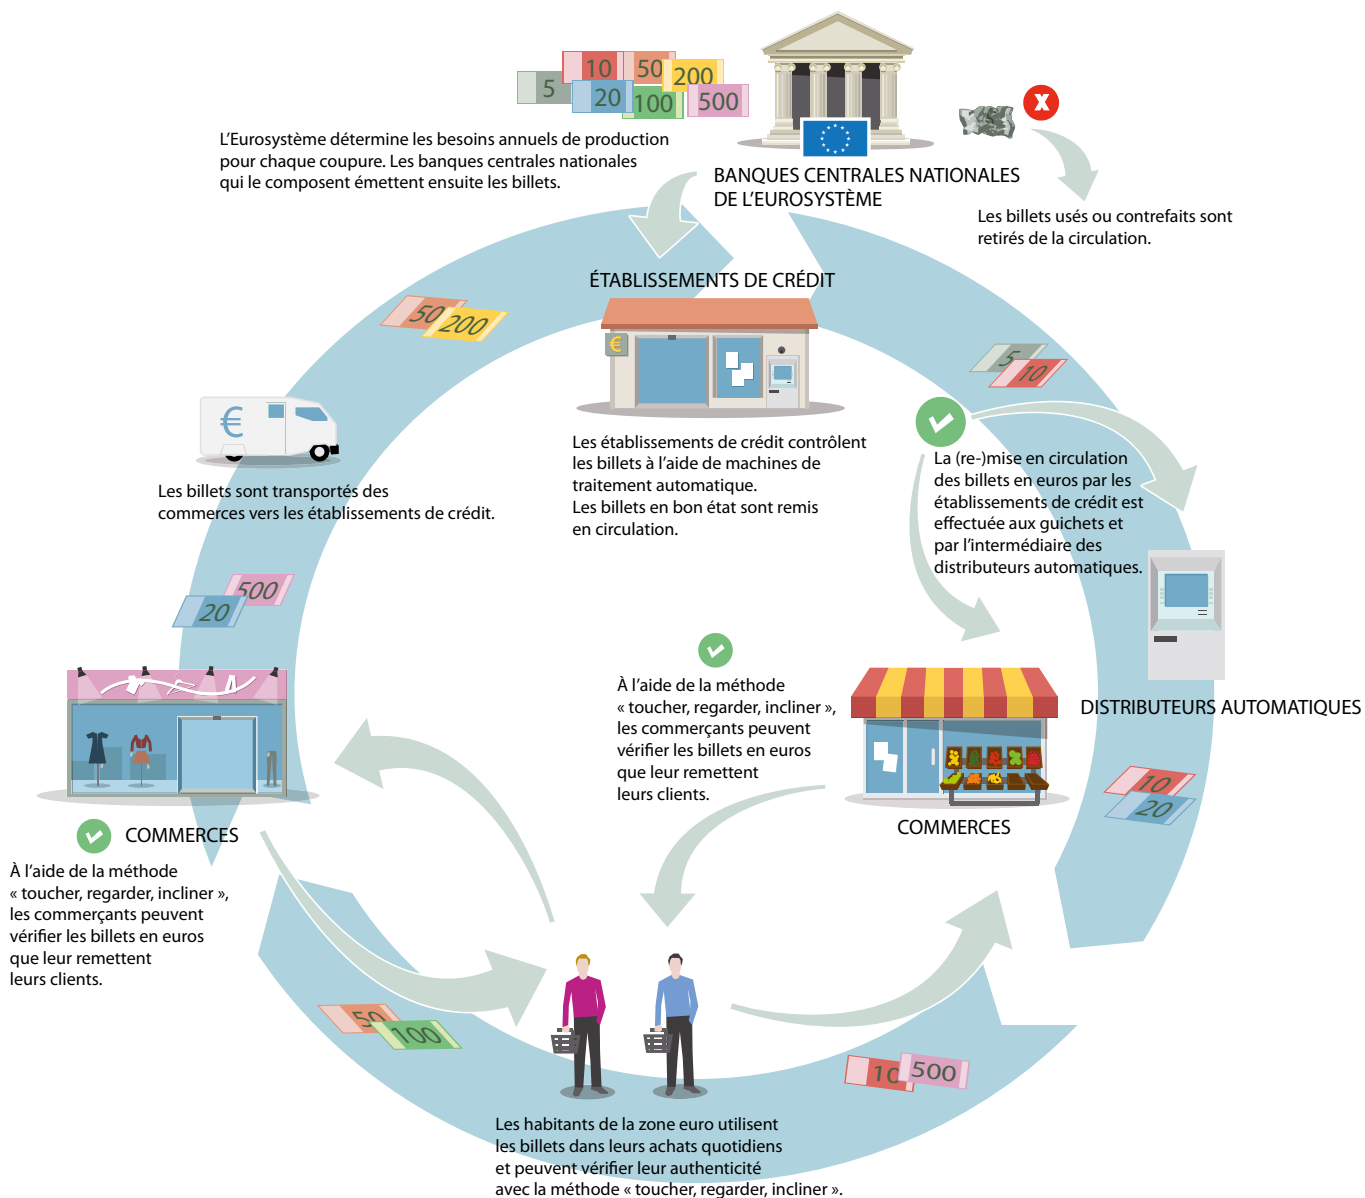 5
10
50
200
20
100
500
L’Eurosystème détermine les besoins annuels de production
pour chaque coupure. Les banques centrales nationales
qui le composent émettent ensuite les billets.
X
BANQUES CENTRALES NATIONALES
DE L’EUROSYSTÈME
Les billets usés ou contrefaits sont
retirés de la circulation.
ÉTABLISSEMENTS DE CRÉDIT
€
50
200
5
10
€
Les établissements de crédit contrôlent
les billets à l’aide de machines de
traitement automatique.
Les billets en bon état sont remis
en circulation.
La (re-)mise en circulation
des billets en euros par les
établissements de crédit est
effectuée aux guichets et
par l’intermédiaire des
distributeurs automatiques.
Les billets sont transportés des
commerces vers les établissements de crédit.
500
20
À l’aide de la méthode
« toucher, regarder, incliner »,
les commerçants peuvent
vérifier les billets en euros
que leur remettent
leurs clients.
DISTRIBUTEURS AUTOMATIQUES
10
20
COMMERCES
COMMERCES
À l’aide de la méthode
« toucher, regarder, incliner »,
les commerçants peuvent
vérifier les billets en euros
que leur remettent
leurs clients.
50
100
10
500
Les habitants de la zone euro utilisent
les billets dans leurs achats quotidiens
et peuvent vérifier leur authenticité
avec la méthode « toucher, regarder, incliner ».